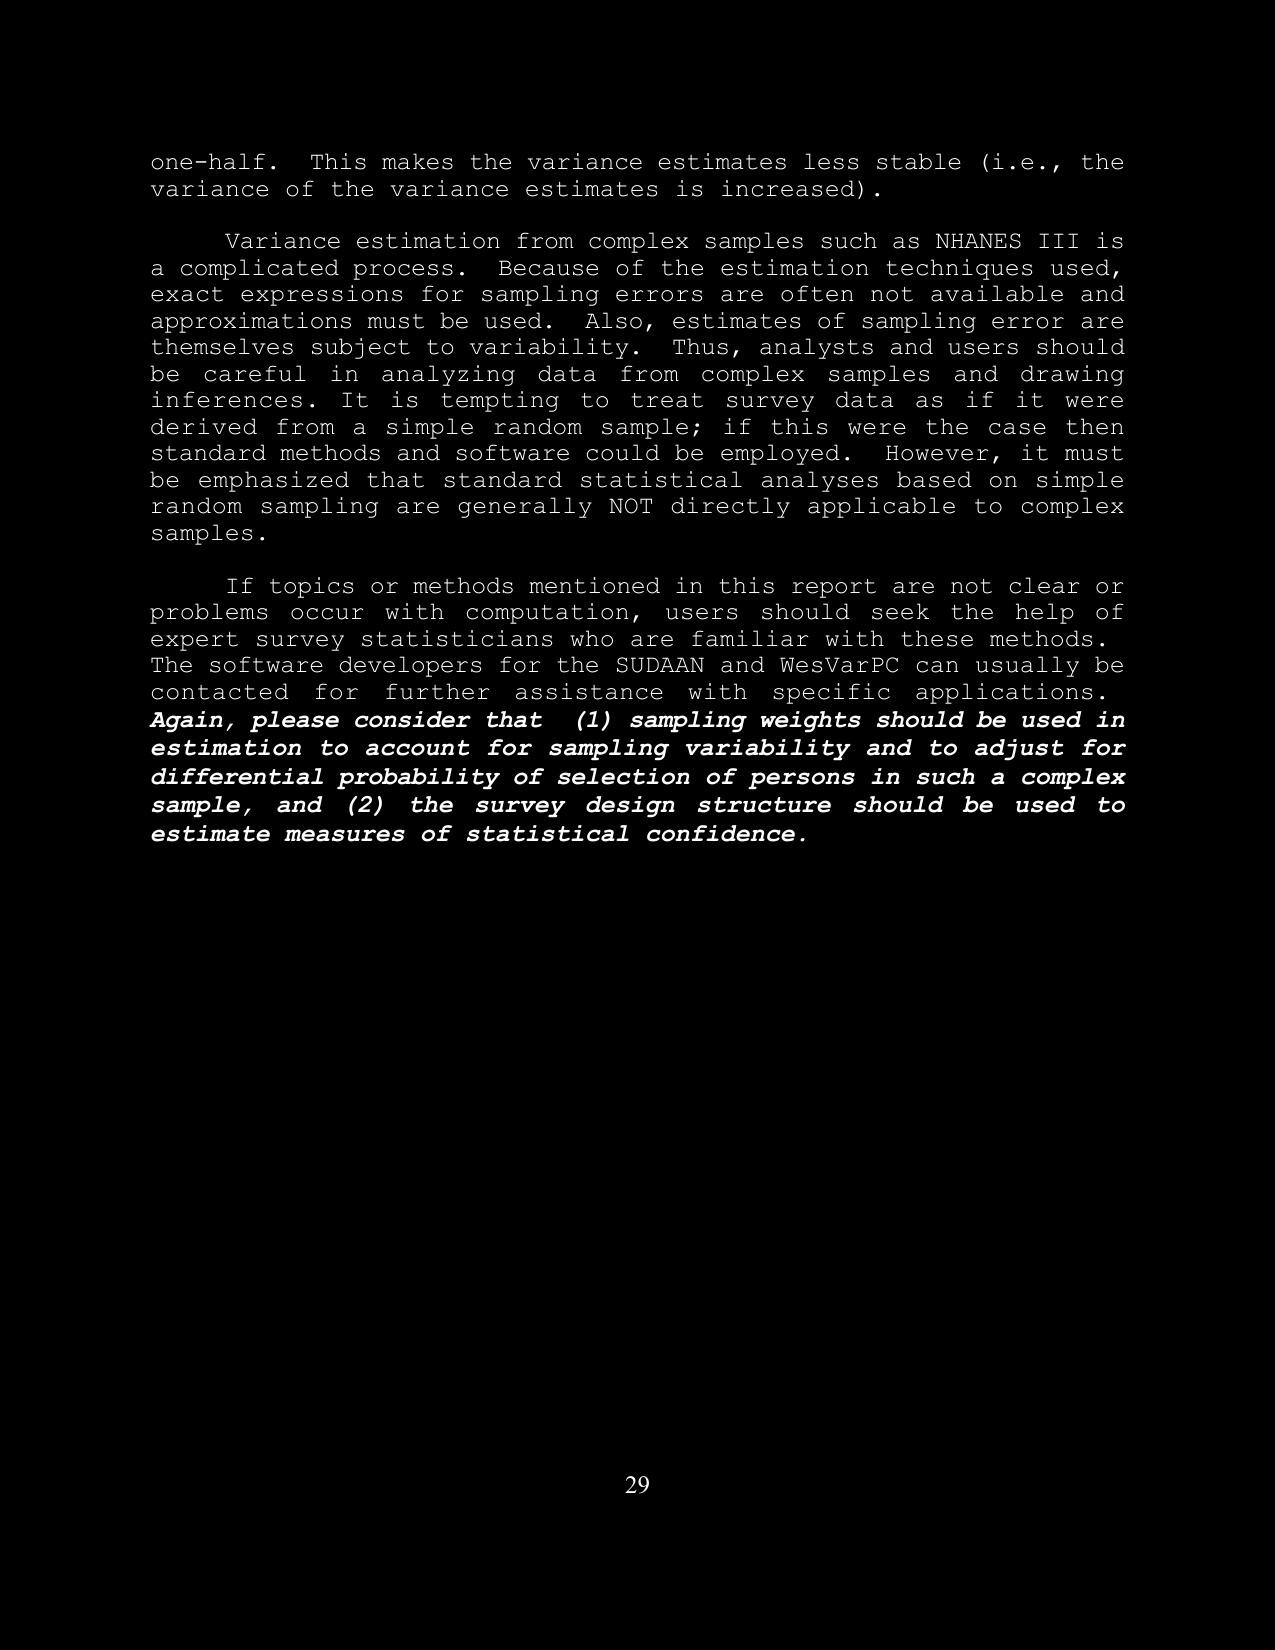 one-half.  This makes the variance estimates less stable (i.e., the
variance of the variance estimates is increased).
Variance estimation from complex samples such as NHANES III is
a complicated process.  Because of the estimation techniques used,
exact expressions for sampling errors are often not available and
approximations must be used.  Also, estimates of sampling error are
themselves subject to variability.  Thus, analysts and users should
be careful in analyzing data from complex samples and drawing
inferences. It is tempting to treat survey data as if it were
derived from a simple random sample; if this were the case then
standard methods and software could be employed.  However, it must
be emphasized that standard statistical analyses based on simple
random sampling are generally NOT directly applicable to complex
samples.
If topics or methods mentioned in this report are not clear or
problems occur with computation, users should seek the help of
expert survey statisticians who are familiar with these methods.
The software developers for the SUDAAN and WesVarPC can usually be
contacted for further assistance with specific applications.
Again, please consider that  (1) sampling weights should be used in
estimation to account for sampling variability and to adjust for
differential probability of selection of persons in such a complex
sample, and (2) the survey design structure should be used to
estimate measures of statistical confidence.
29